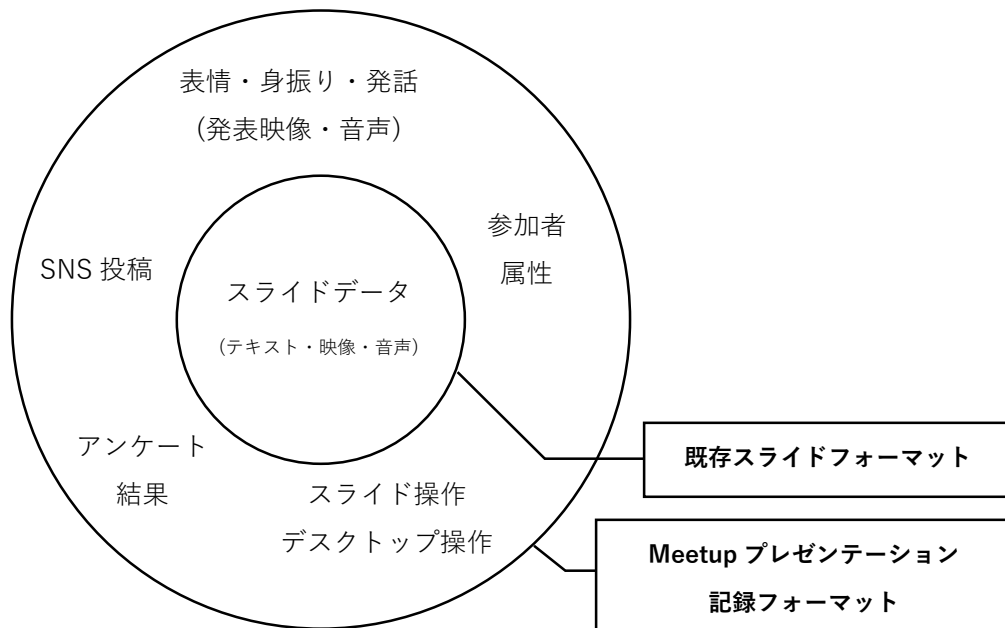 表情・身振り・発話
(発表映像・音声)
参加者
属性
SNS 投稿
スライドデータ
(テキスト・映像・音声)
アンケート
結果
スライド操作
デスクトップ操作
既存スライドフォーマット
Meetup プレゼンテーション
記録フォーマット